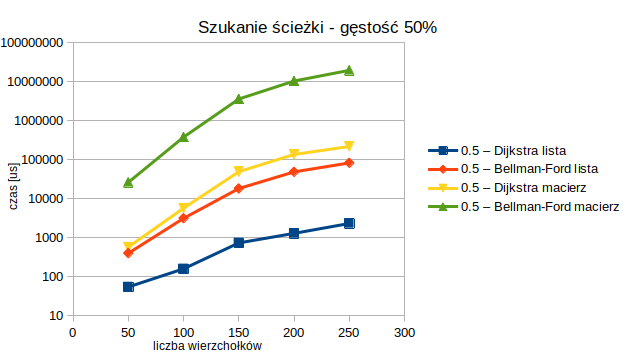 Szukanie ścieżki - gęstość 50%
100000000
10000000
1000000
100000
10000
1000
100
10
0 50 100 150 200 250 300
czas [us]
liczba wierzchołków
0.5 – Dijkstra lista
0.5 – Bellman-Ford lista
0.5 – Dijkstra macierz
0.5 – Bellman-Ford macierz